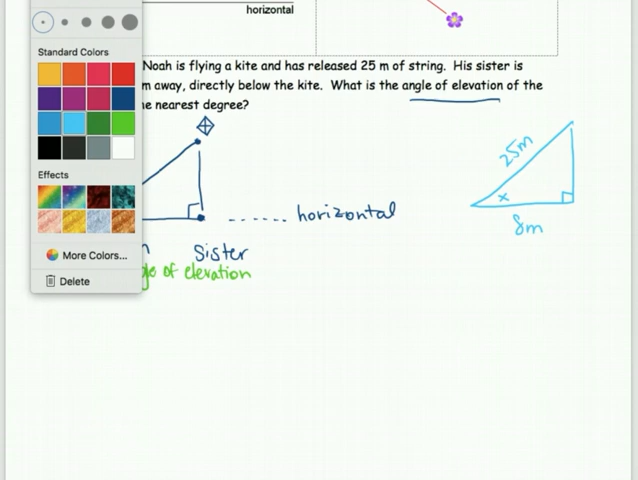 horizontal
Standard Colors
Noah is flying a kite and has released 25 m of string. His sister is
m away, directly below the kite. What is the angle of elevation of the
nearest degree?
25m
Effects
x
horizontal
8m
More Colors...
Sister
of elevation
Delete